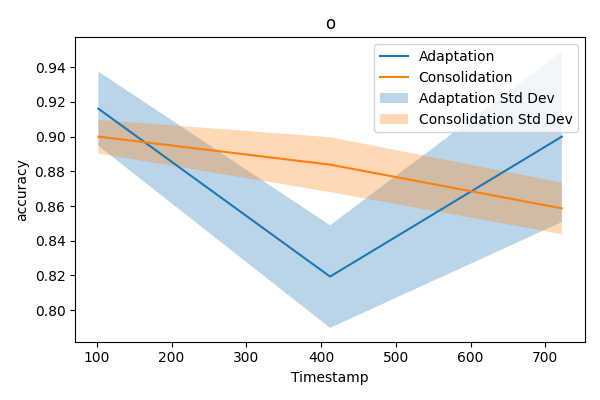 o
0.94
0.92
0.90
0.88
0.86
0.84
0.82
0.80
accuracy
Adaptation
Consolidation
Adaptation Std Dev
Consolidation Std Dev
100 200 300 400 500 600 700
Timestamp